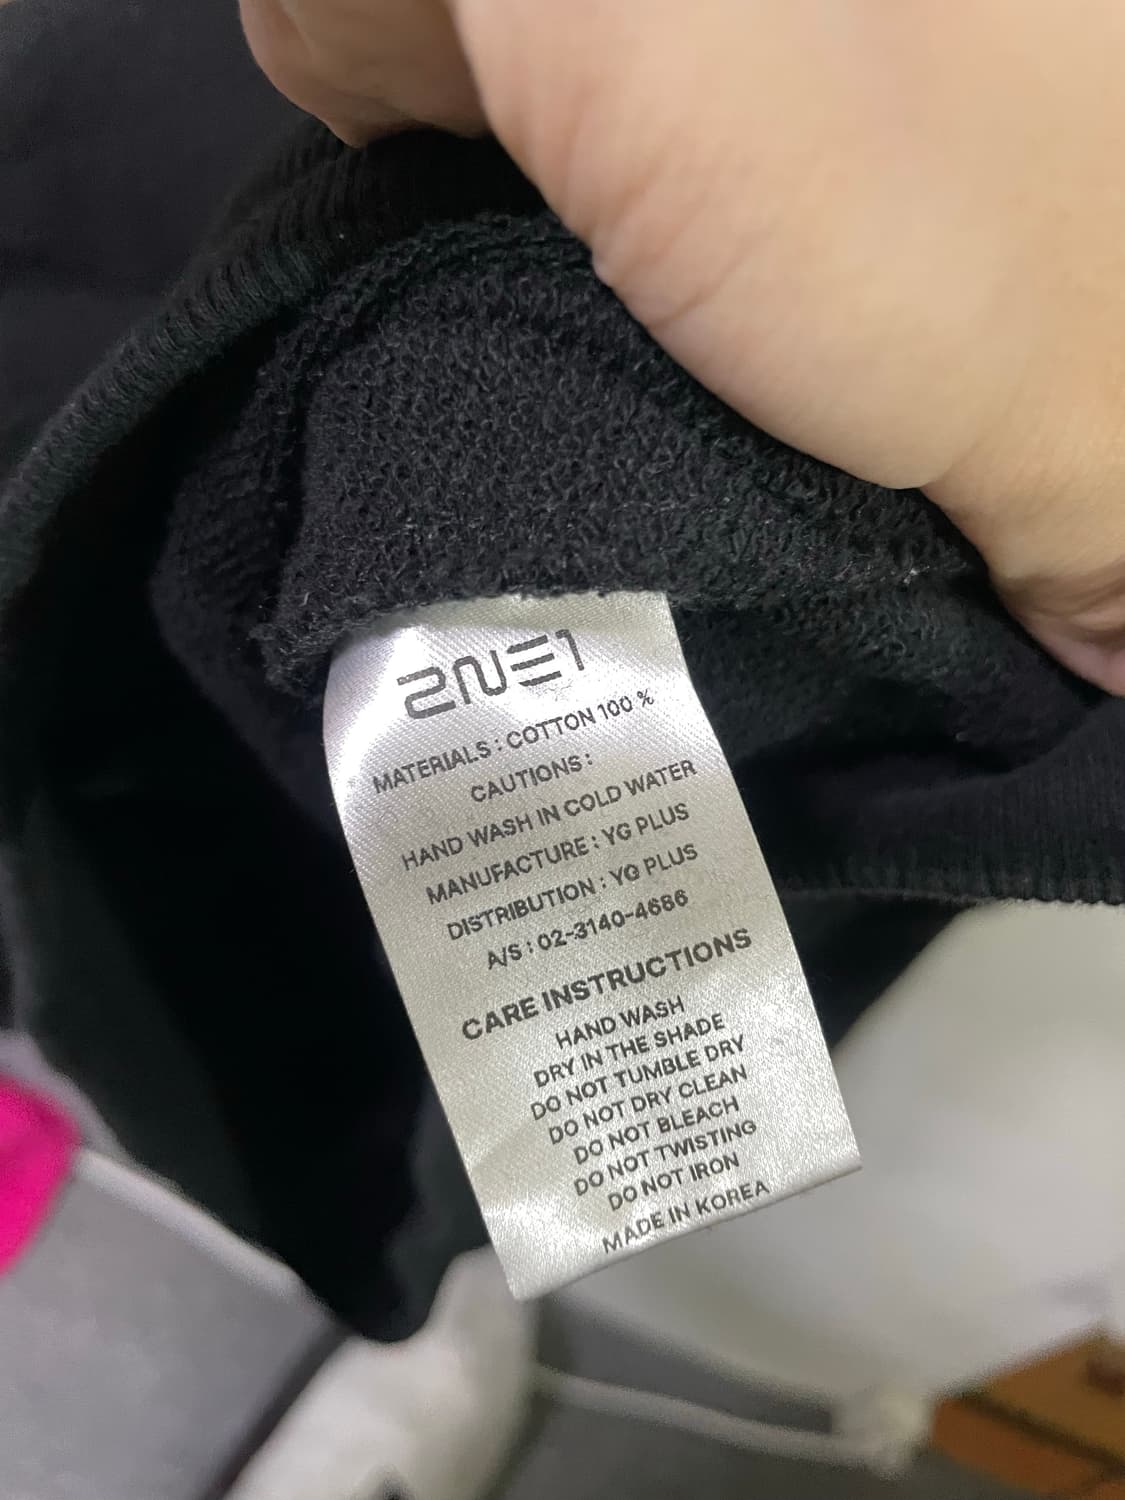 2NE1
MATERIALS : COTTON 100 %
CAUTIONS :
HAND WASH IN COLD WATER
MANUFACTURE : YG PLUS
DISTRIBUTION : YG PLUS
A/S : 02-3140-4686
CARE INSTRUCTIONS
HAND WASH
DRY IN THE SHADE
DO NOT TUMBLE DRY
DO NOT DRY CLEAN
DO NOT BLEACH
DO NOT TWISTING
DO NOT IRON
MADE IN KOREA